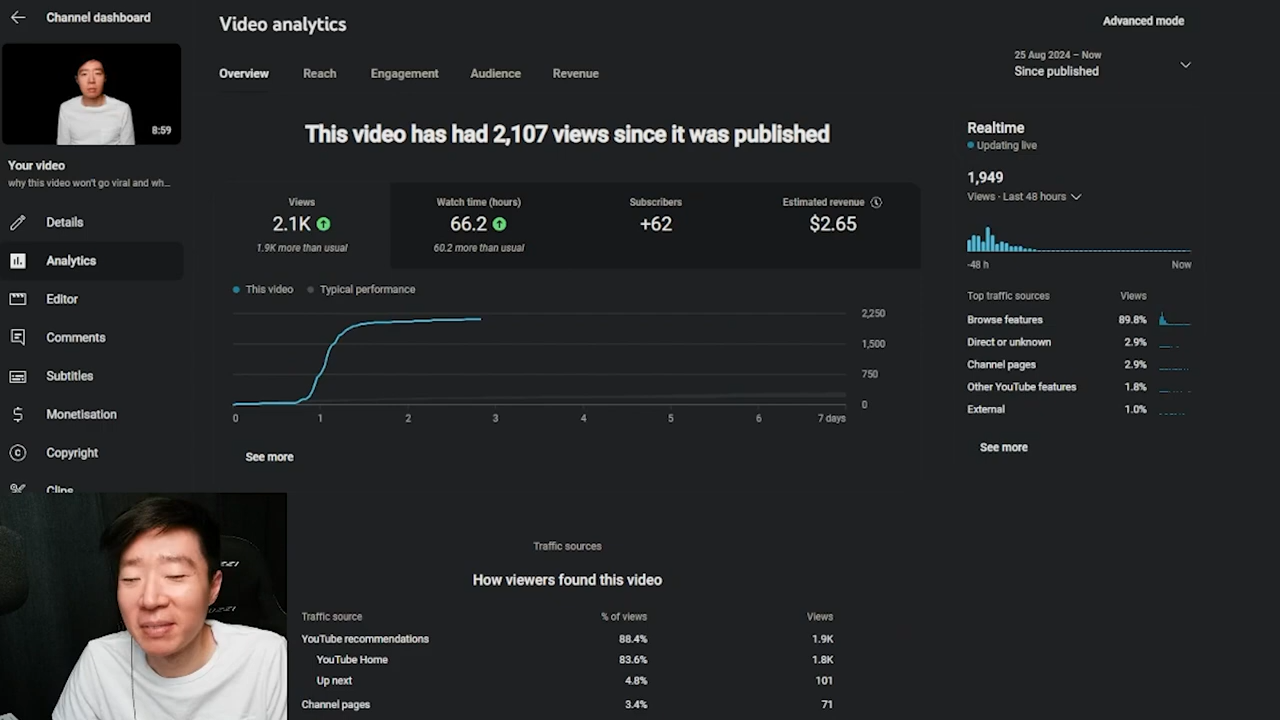 Channel dashboard
8:59
Your video
why this video won't go viral and wh...
Details
Analytics
Editor
Comments
Subtitles
Monetisation
Copyright
Clips
Video analytics
Advanced mode
Overview
Reach
Engagement
Audience
Revenue
25 Aug 2024 – Now
Since published
This video has had 2,107 views since it was published
Views
2.1K
1.9K more than usual
Watch time (hours)
66.2
60.2 more than usual
Subscribers
+62
Estimated revenue
$2.65
This video
Typical performance
2,250
1,500
750
0
0 1 2 3 4 5 6 7 days
See more
Realtime
Updating live
1,949
Views · Last 48 hours
-48 h
Now
Top traffic sources Views
Browse features 89.8%
Direct or unknown 2.9%
Channel pages 2.9%
Other YouTube features 1.8%
External 1.0%
See more
Traffic sources
How viewers found this video
Traffic source % of views Views
YouTube recommendations 88.4% 1.9K
YouTube Home 83.6% 1.8K
Up next 4.8% 101
Channel pages 3.4% 71